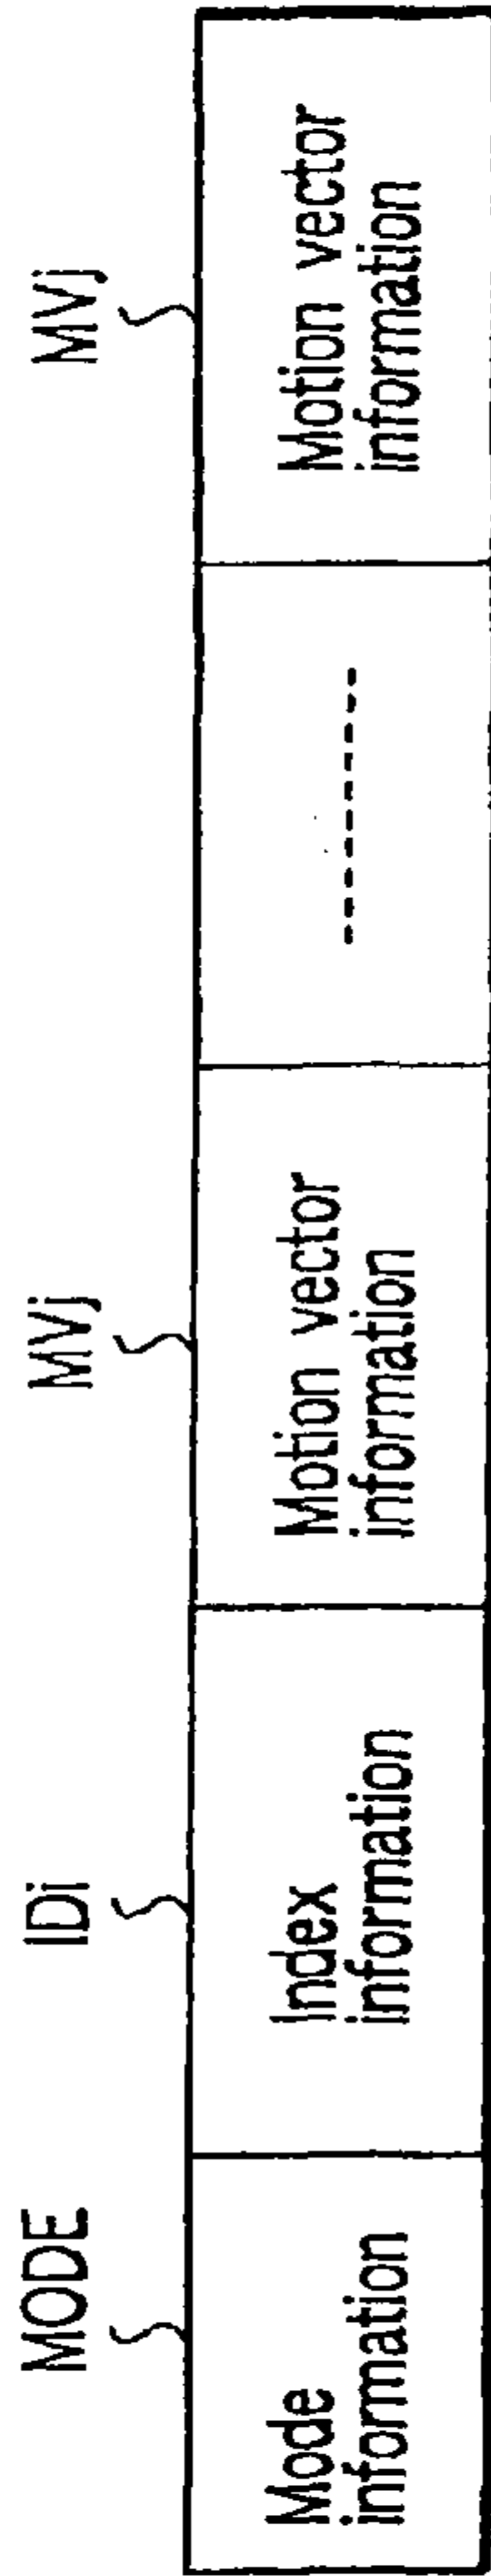 MODE
IDi
MVj
MVj
Mode
information
Index
information
Motion vector
information
---------
Motion vector
information